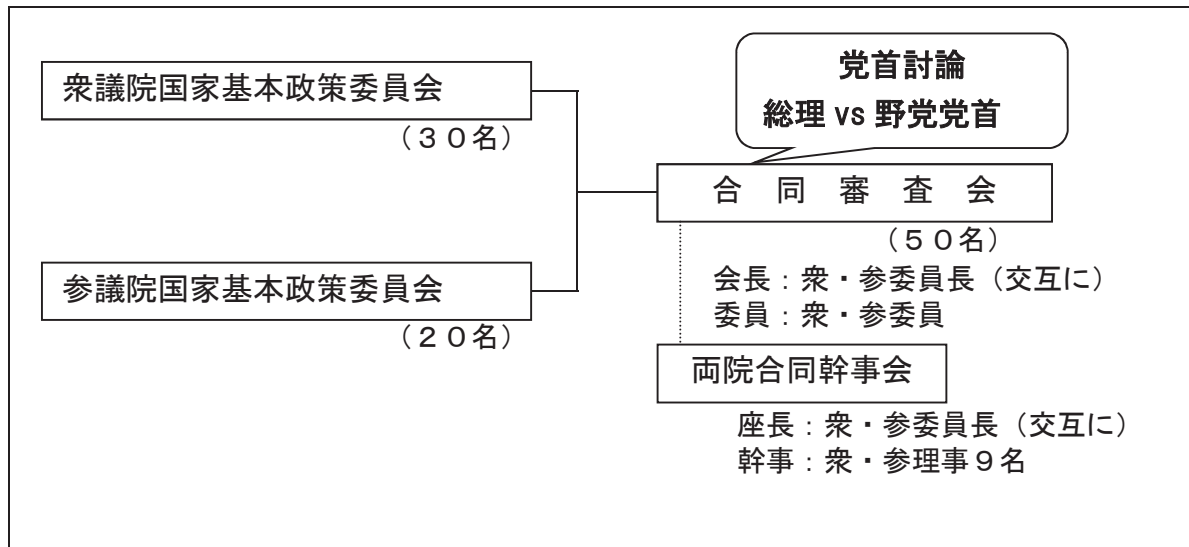 党首討論
総理 vs 野党党首
衆議院国家基本政策委員会
(30名)
合同審査会
(50名)
会長:衆・参委員長(交互に)
委員:衆・参委員
参議院国家基本政策委員会
(20名)
両院合同幹事会
座長:衆・参委員長(交互に)
幹事:衆・参理事9名